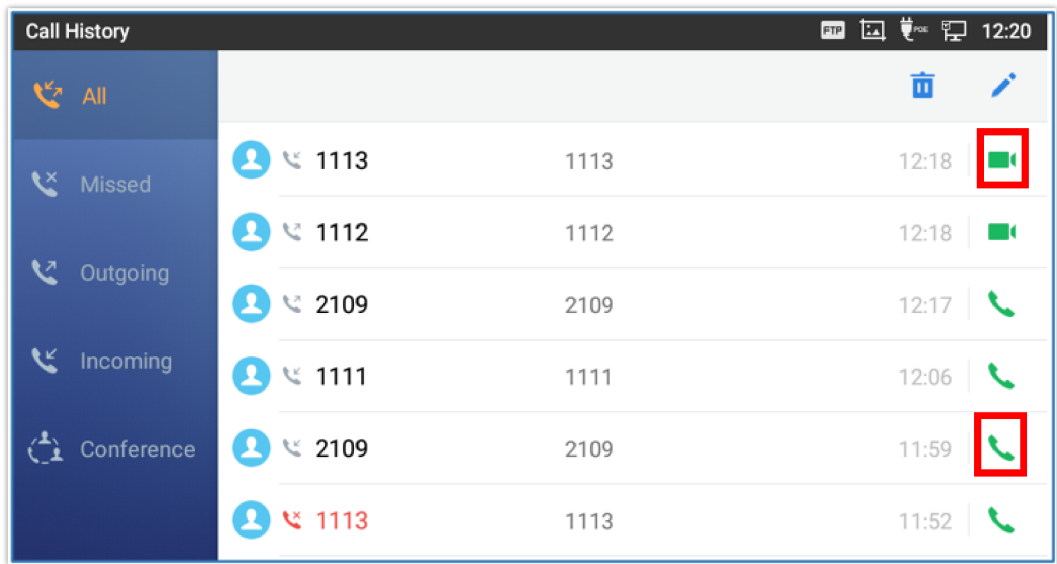 Call History FTP POE 12:20
All
1113 1113 12:18
Missed
1112 1112 12:18
Outgoing
2109 2109 12:17
Incoming
1111 1111 12:06
Conference
2109 2109 11:59
1113 1113 11:52